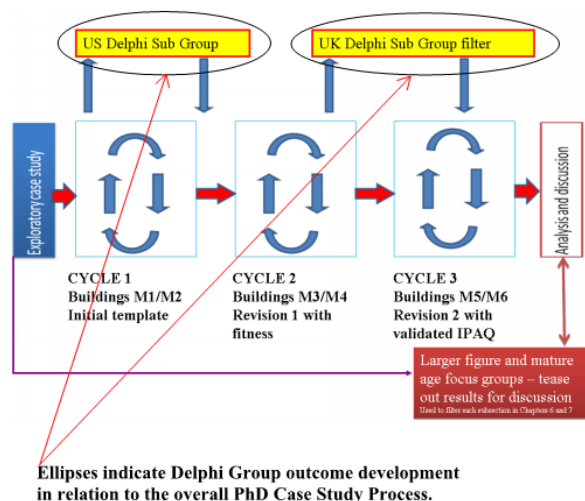 US Delphi Sub Group
UK Delphi Sub Group filter
Exploratory case study
CYCLE 1
Buildings M1/M2
Initial template
CYCLE 2
Buildings M3/M4
Revision 1 with
fitness
CYCLE 3
Buildings M5/M6
Revision 2 with
validated IPAQ
Analysis and discussion
Larger figure and mature
age focus groups – tease
out results for discussion
Used to filter each subsection in Chapters 6 and 7
Ellipses indicate Delphi Group outcome development
in relation to the overall PhD Case Study Process.